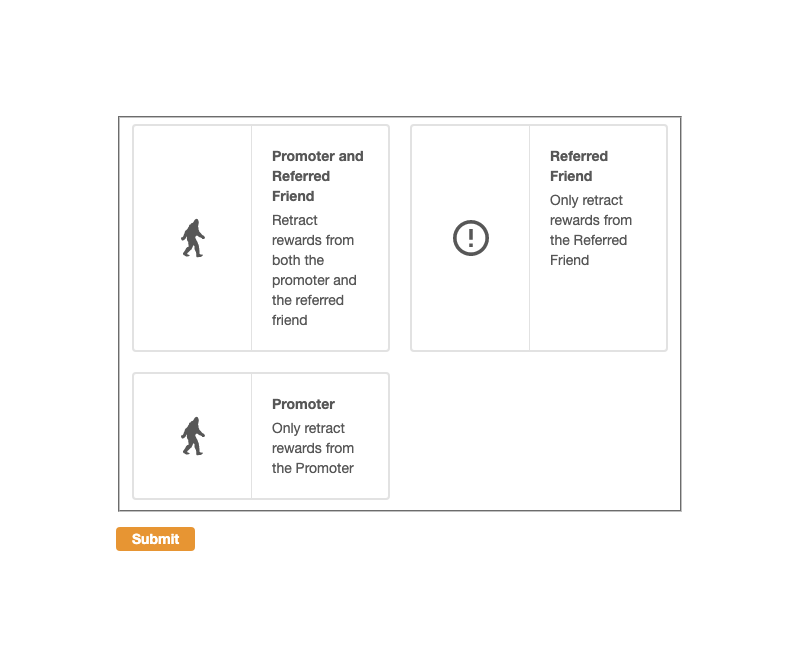 Promoter and
Referred
Friend
Retract
rewards from
both the
promoter and
the referred
friend
Referred
Friend
Only retract
rewards from
the Referred
Friend
Promoter
Only retract
rewards from
the Promoter
Submit